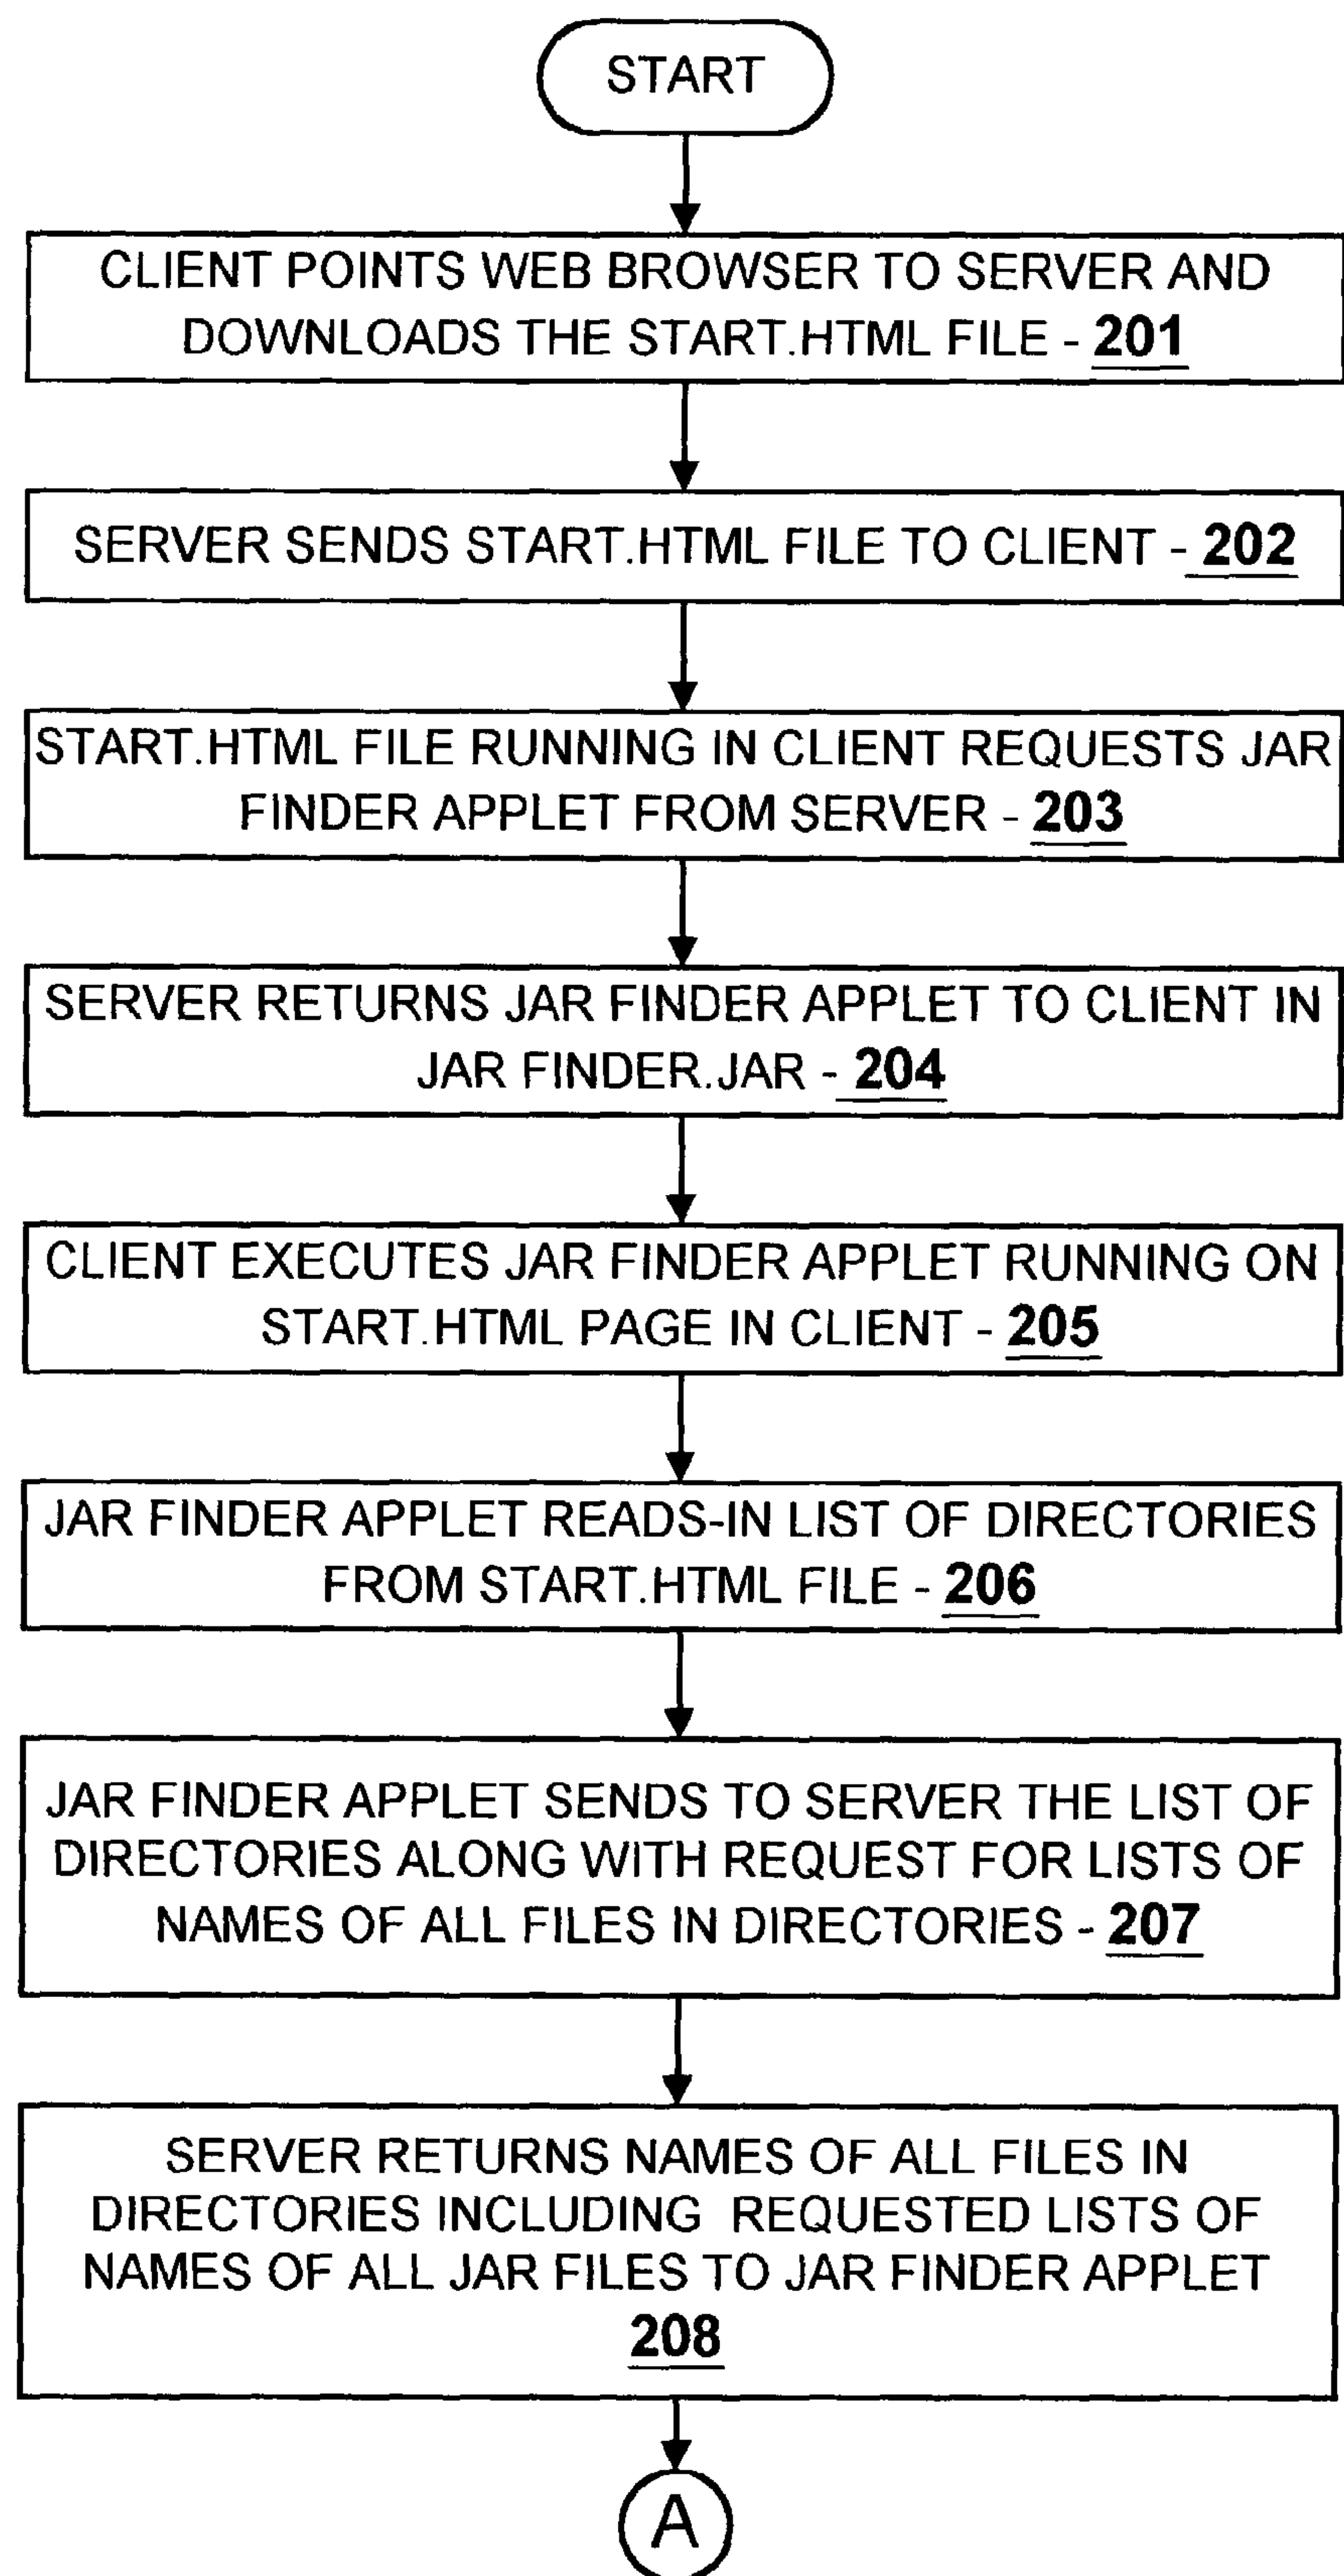 START
CLIENT POINTS WEB BROWSER TO SERVER AND
DOWNLOADS THE START.HTML FILE - 201
SERVER SENDS START.HTML FILE TO CLIENT - 202
START.HTML FILE RUNNING IN CLIENT REQUESTS JAR
FINDER APPLET FROM SERVER - 203
SERVER RETURNS JAR FINDER APPLET TO CLIENT IN
JAR FINDER.JAR - 204
CLIENT EXECUTES JAR FINDER APPLET RUNNING ON
START.HTML PAGE IN CLIENT - 205
JAR FINDER APPLET READS-IN LIST OF DIRECTORIES
FROM START.HTML FILE - 206
JAR FINDER APPLET SENDS TO SERVER THE LIST OF
DIRECTORIES ALONG WITH REQUEST FOR LISTS OF
NAMES OF ALL FILES IN DIRECTORIES - 207
SERVER RETURNS NAMES OF ALL FILES IN
DIRECTORIES INCLUDING REQUESTED LISTS OF
NAMES OF ALL JAR FILES TO JAR FINDER APPLET
208
A